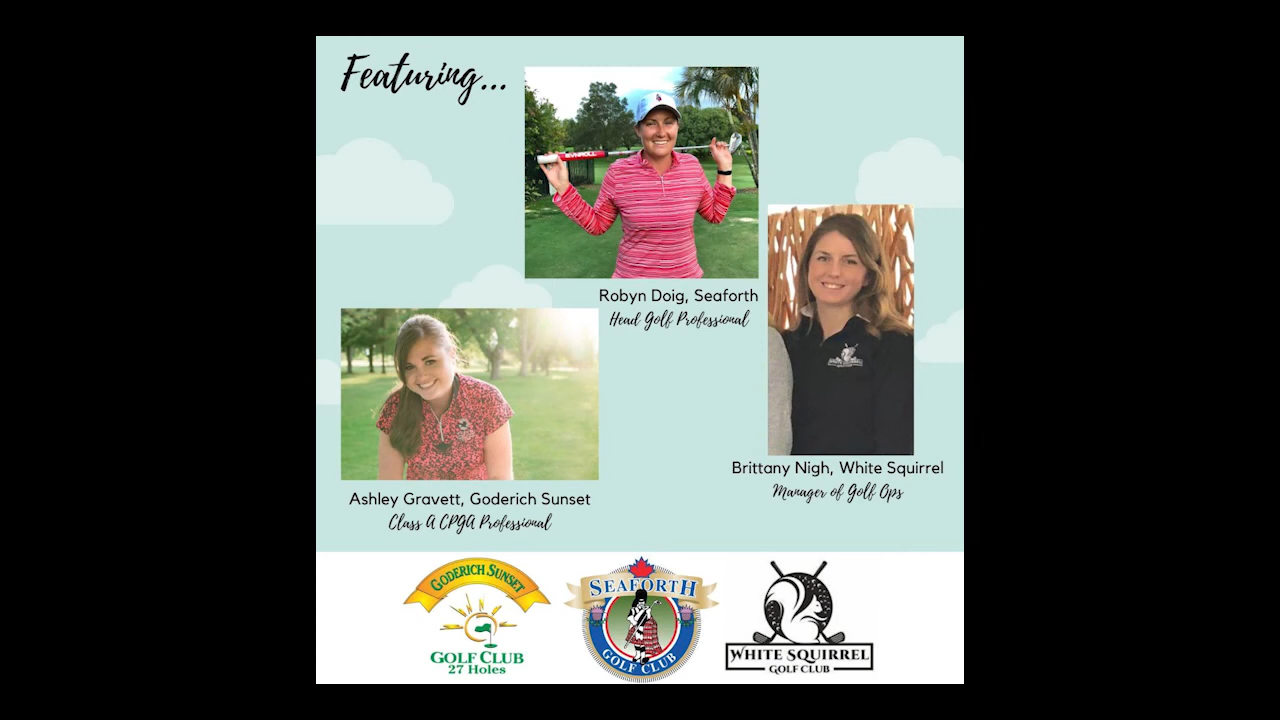 Featuring...
EVNROLL
Robyn Doig, Seaforth
Head Golf Professional
Ashley Gravett, Goderich Sunset
Class A CPGA Professional
Brittany Nigh, White Squirrel
Manager of Golf Ops
GODERICH SUNSET
GOLF CLUB
27 HOLES
SEAFORTH
GOLF CLUB
WHITE SQUIRREL
GOLF CLUB